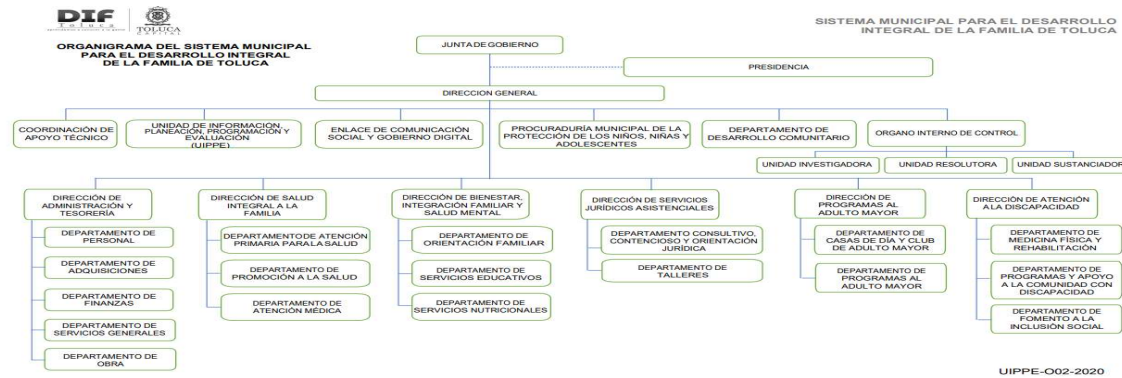 DIF
Toluca
TOLUCA
CAPITAL
SISTEMA MUNICIPAL PARA EL DESARROLLO
INTEGRAL DE LA FAMILIA DE TOLUCA
ORGANIGRAMA DEL SISTEMA MUNICIPAL
PARA EL DESARROLLO INTEGRAL
DE LA FAMILIA DE TOLUCA
JUNTA DE GOBIERNO
PRESIDENCIA
DIRECCION GENERAL
COORDINACIÓN DE
APOYO TÉCNICO
UNIDAD DE INFORMACIÓN,
PLANEACIÓN, PROGRAMACIÓN Y
EVALUACIÓN
(UIPPE)
ENLACE DE COMUNICACIÓN
SOCIAL Y GOBIERNO DIGITAL
PROCURADURÍA MUNICIPAL DE LA
PROTECCIÓN DE LOS NIÑOS, NIÑAS Y
ADOLESCENTES
DEPARTAMENTO DE
DESARROLLO COMUNITARIO
ORGANO INTERNO DE CONTROL
UNIDAD INVESTIGADORA
UNIDAD RESOLUTORA
UNIDAD SUSTANCIADOR
DIRECCIÓN DE
ADMINISTRACIÓN Y
TESORERÍA
DEPARTAMENTO DE
PERSONAL
DEPARTAMENTO DE
ADQUISICIONES
DEPARTAMENTO DE
FINANZAS
DEPARTAMENTO DE
SERVICIOS GENERALES
DEPARTAMENTO DE
OBRA
DIRECCIÓN DE SALUD
INTEGRAL A LA
FAMILIA
DEPARTAMENTO DE ATENCIÓN
PRIMARIA PARA LA SALUD
DEPARTAMENTO DE
PROMOCIÓN A LA SALUD
DEPARTAMENTO DE
ATENCIÓN MÉDICA
DIRECCIÓN DE BIENESTAR,
INTEGRACIÓN FAMILIAR Y
SALUD MENTAL
DEPARTAMENTO DE
ORIENTACIÓN FAMILIAR
DEPARTAMENTO DE
SERVICIOS EDUCATIVOS
DEPARTAMENTO DE
SERVICIOS NUTRICIONALES
DIRECCIÓN DE SERVICIOS
JURÍDICOS ASISTENCIALES
DEPARTAMENTO CONSULTIVO,
CONTENCIOSO Y ORIENTACIÓN
JURÍDICA
DEPARTAMENTO DE
TALLERES
DIRECCIÓN DE
PROGRAMAS AL
ADULTO MAYOR
DEPARTAMENTO DE
CASAS DE DÍA Y CLUB
DE ADULTO MAYOR
DEPARTAMENTO DE
PROGRAMAS AL
ADULTO MAYOR
DIRECCIÓN DE ATENCIÓN
A LA DISCAPACIDAD
DEPARTAMENTO DE
MEDICINA FÍSICA Y
REHABILITACIÓN
DEPARTAMENTO DE
PROGRAMAS Y APOYO
A LA COMUNIDAD CON
DISCAPACIDAD
DEPARTAMENTO DE
FOMENTO A LA
INCLUSIÓN SOCIAL
UIPPE-O02-2020